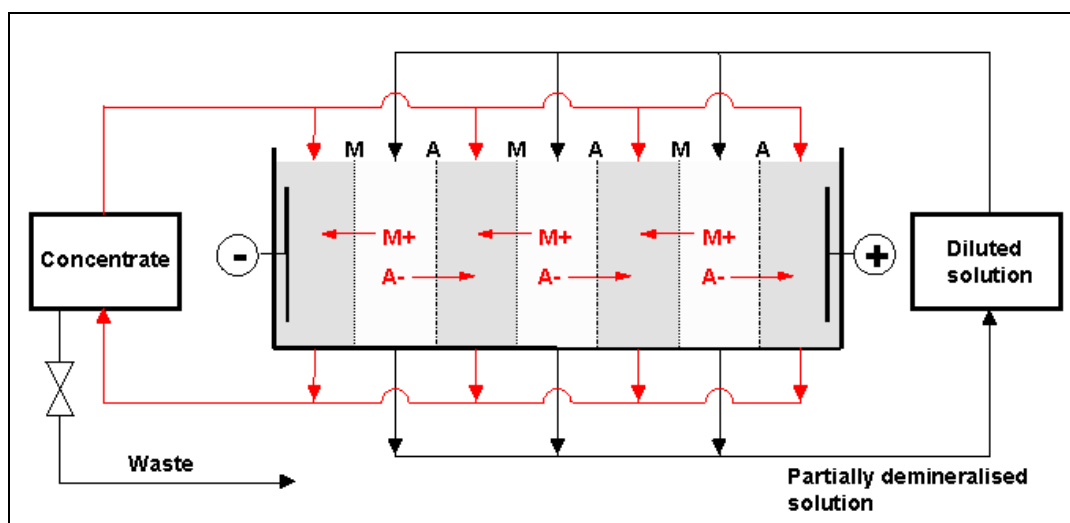 M A M A M A
Concentrate
-
M+ M+ M+
A- A- A-
+
Diluted
solution
Waste
Partially demineralised
solution